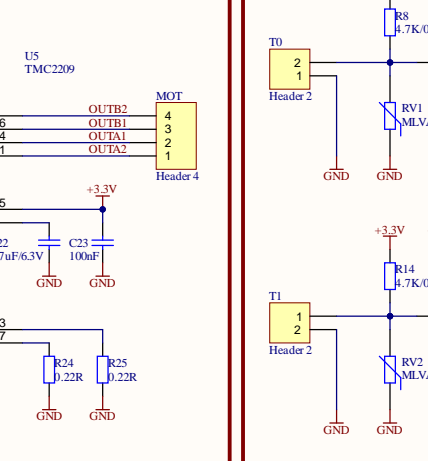 U5
TMC2209
MOT
OUTB2
4
6
OUTB1
3
4
OUTA1
2
1
OUTA2
1
Header 4
5
+3.3V
22
7uF/6.3V
C23
100nF
GND
GND
3
7
R24
0.22R
R25
0.22R
GND
GND
R8
4.7K/0
T0
2
1
Header 2
RV1
MLVA
GND
GND
+3.3V
R14
4.7K/0
T1
1
2
Header 2
RV2
MLVA
GND
GND